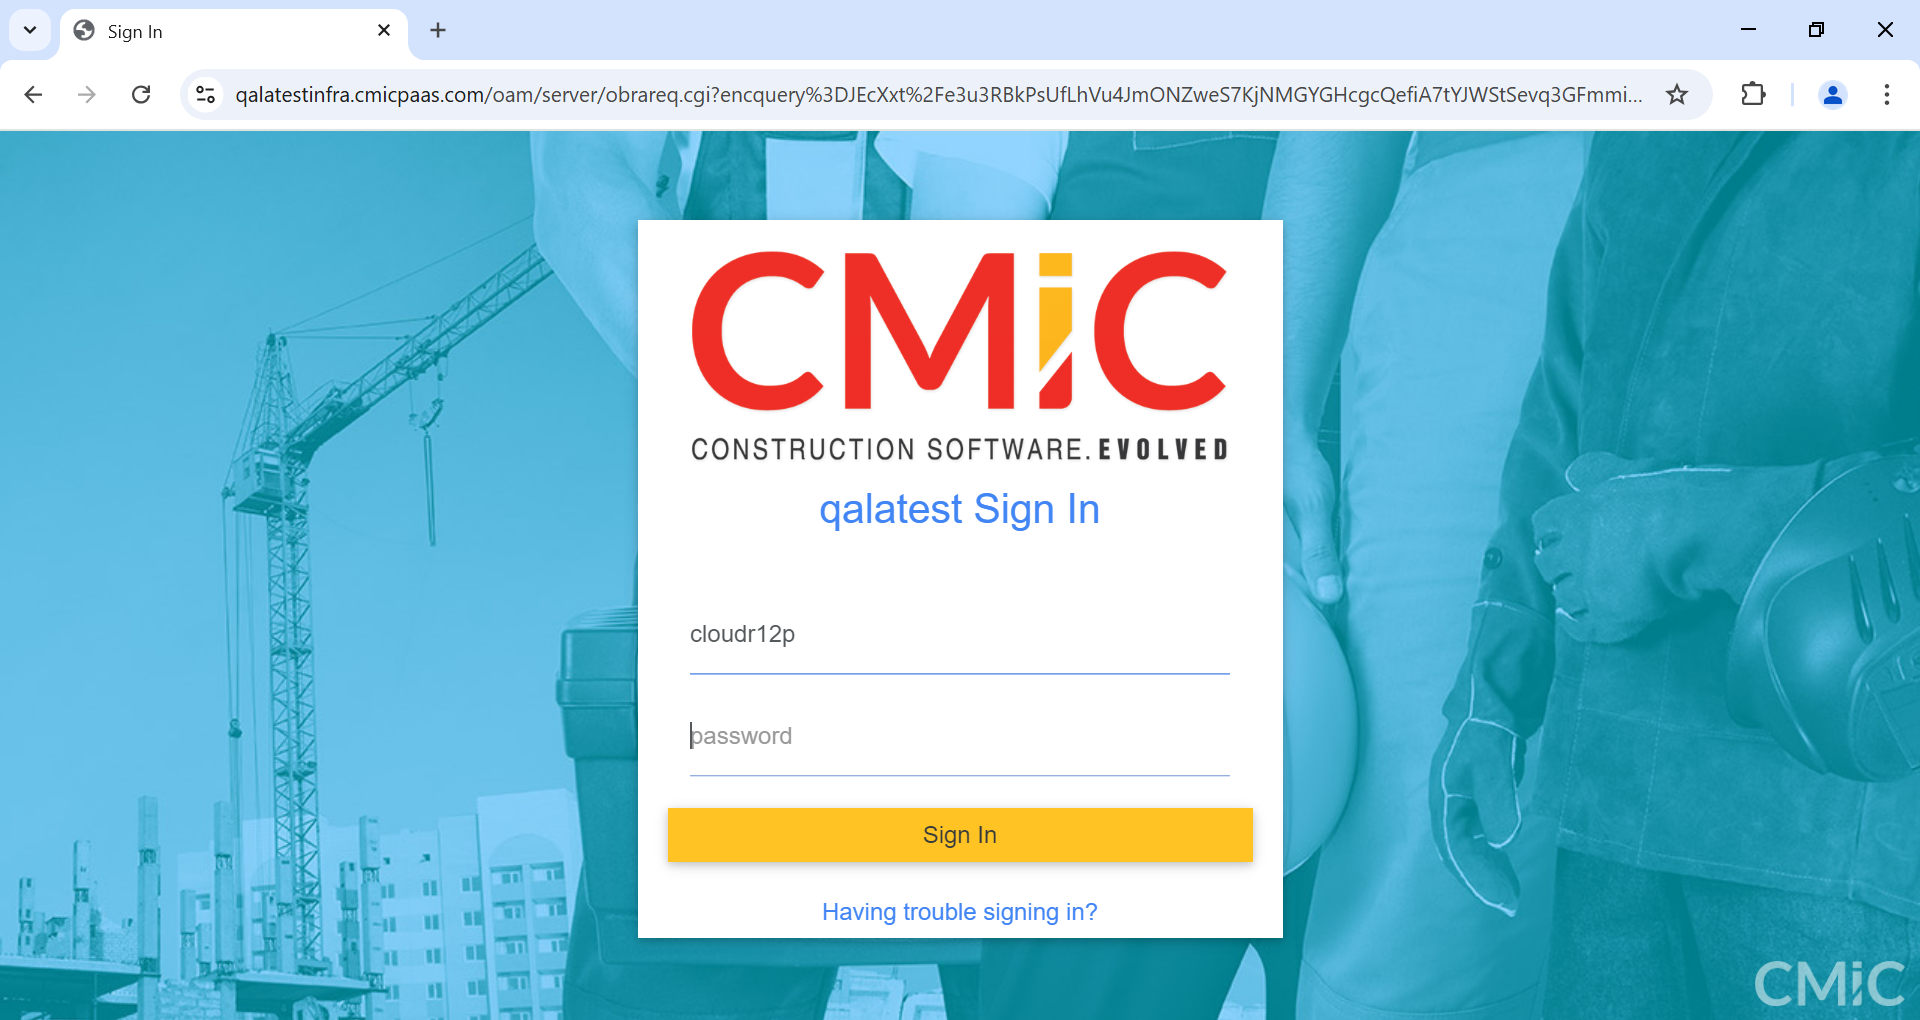 Sign In
qalatestinfra.cmicpaas.com/oam/server/obrareq.cgi?encquery%3DJEcXxt%2Fe3u3RBkPsUfLhVu4JmONZweS7KjNMGYGHcgcQefiA7tYJWStSevq3GFmmi...
CMiC
CONSTRUCTION SOFTWARE. EVOLVED
qalatest Sign In
cloudr12p
password
Sign In
Having trouble signing in?
CMiC